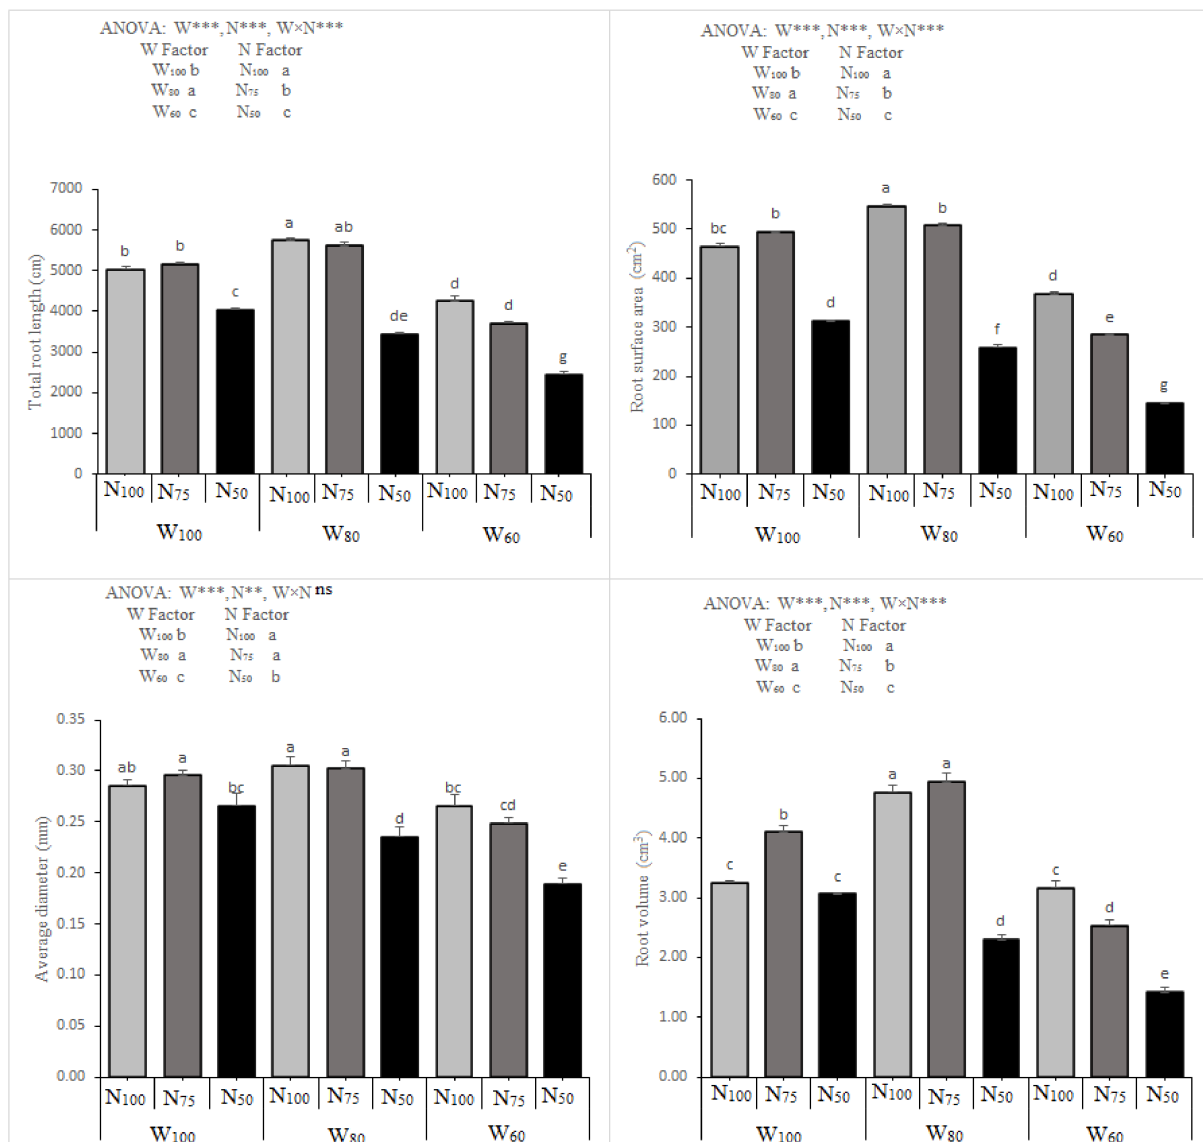 ANOVA: W***, N***, W×N***
W Factor N Factor
W100 b N100 a
W80 a N75 b
W60 c N50 c
Total root length (cm)
7000
6000
5000
4000
3000
2000
1000
0
b b c a ab de d d g
N100 N75 N50 N100 N75 N50 N100 N75 N50
W100 W80 W60
ANOVA: W***, N***, W×N***
W Factor N Factor
W100 b N100 a
W80 a N75 b
W60 c N50 c
Root surface area (cm²)
600
500
400
300
200
100
0
bc b d a b f d e g
N100 N75 N50 N100 N75 N50 N100 N75 N50
W100 W80 W60
ANOVA: W***, N**, W×N ns
W Factor N Factor
W100 b N100 a
W80 a N75 a
W60 c N50 b
Average diameter (mm)
0.35
0.30
0.25
0.20
0.15
0.10
0.05
0.00
ab a bc a a d bc cd e
N100 N75 N50 N100 N75 N50 N100 N75 N50
W100 W80 W60
ANOVA: W***, N***, W×N***
W Factor N Factor
W100 b N100 a
W80 a N75 b
W60 c N50 c
Root volume (cm³)
6.00
5.00
4.00
3.00
2.00
1.00
0.00
c b c a a d c d e
N100 N75 N50 N100 N75 N50 N100 N75 N50
W100 W80 W60